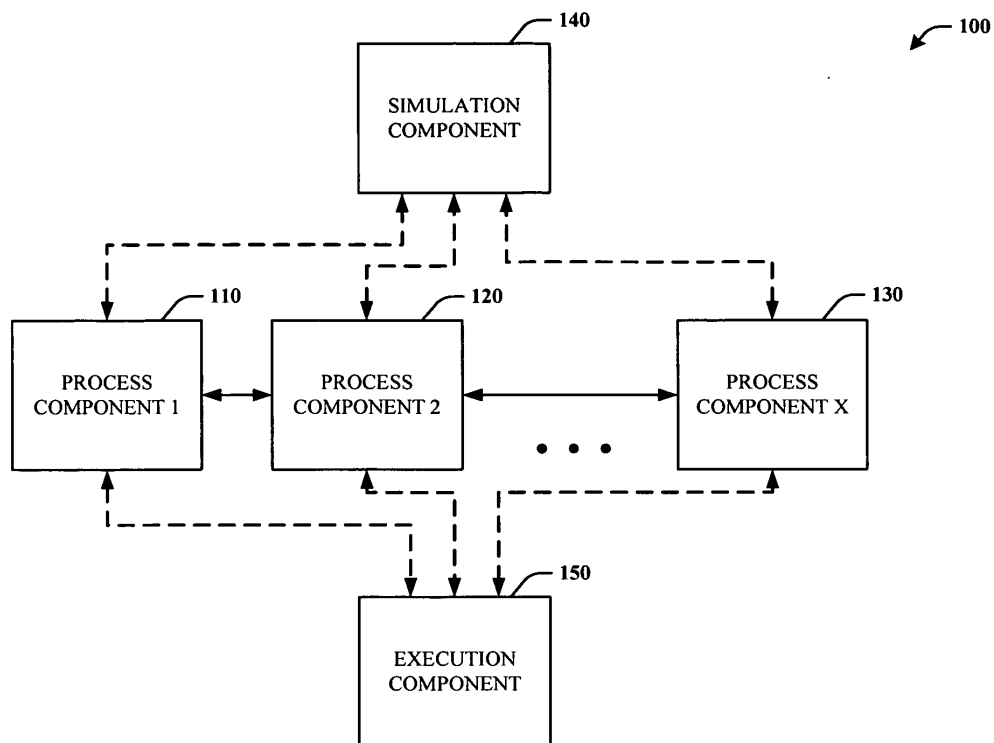 140
100
SIMULATION
COMPONENT
110
120
130
PROCESS
COMPONENT 1
PROCESS
COMPONENT 2
PROCESS
COMPONENT X
150
EXECUTION
COMPONENT